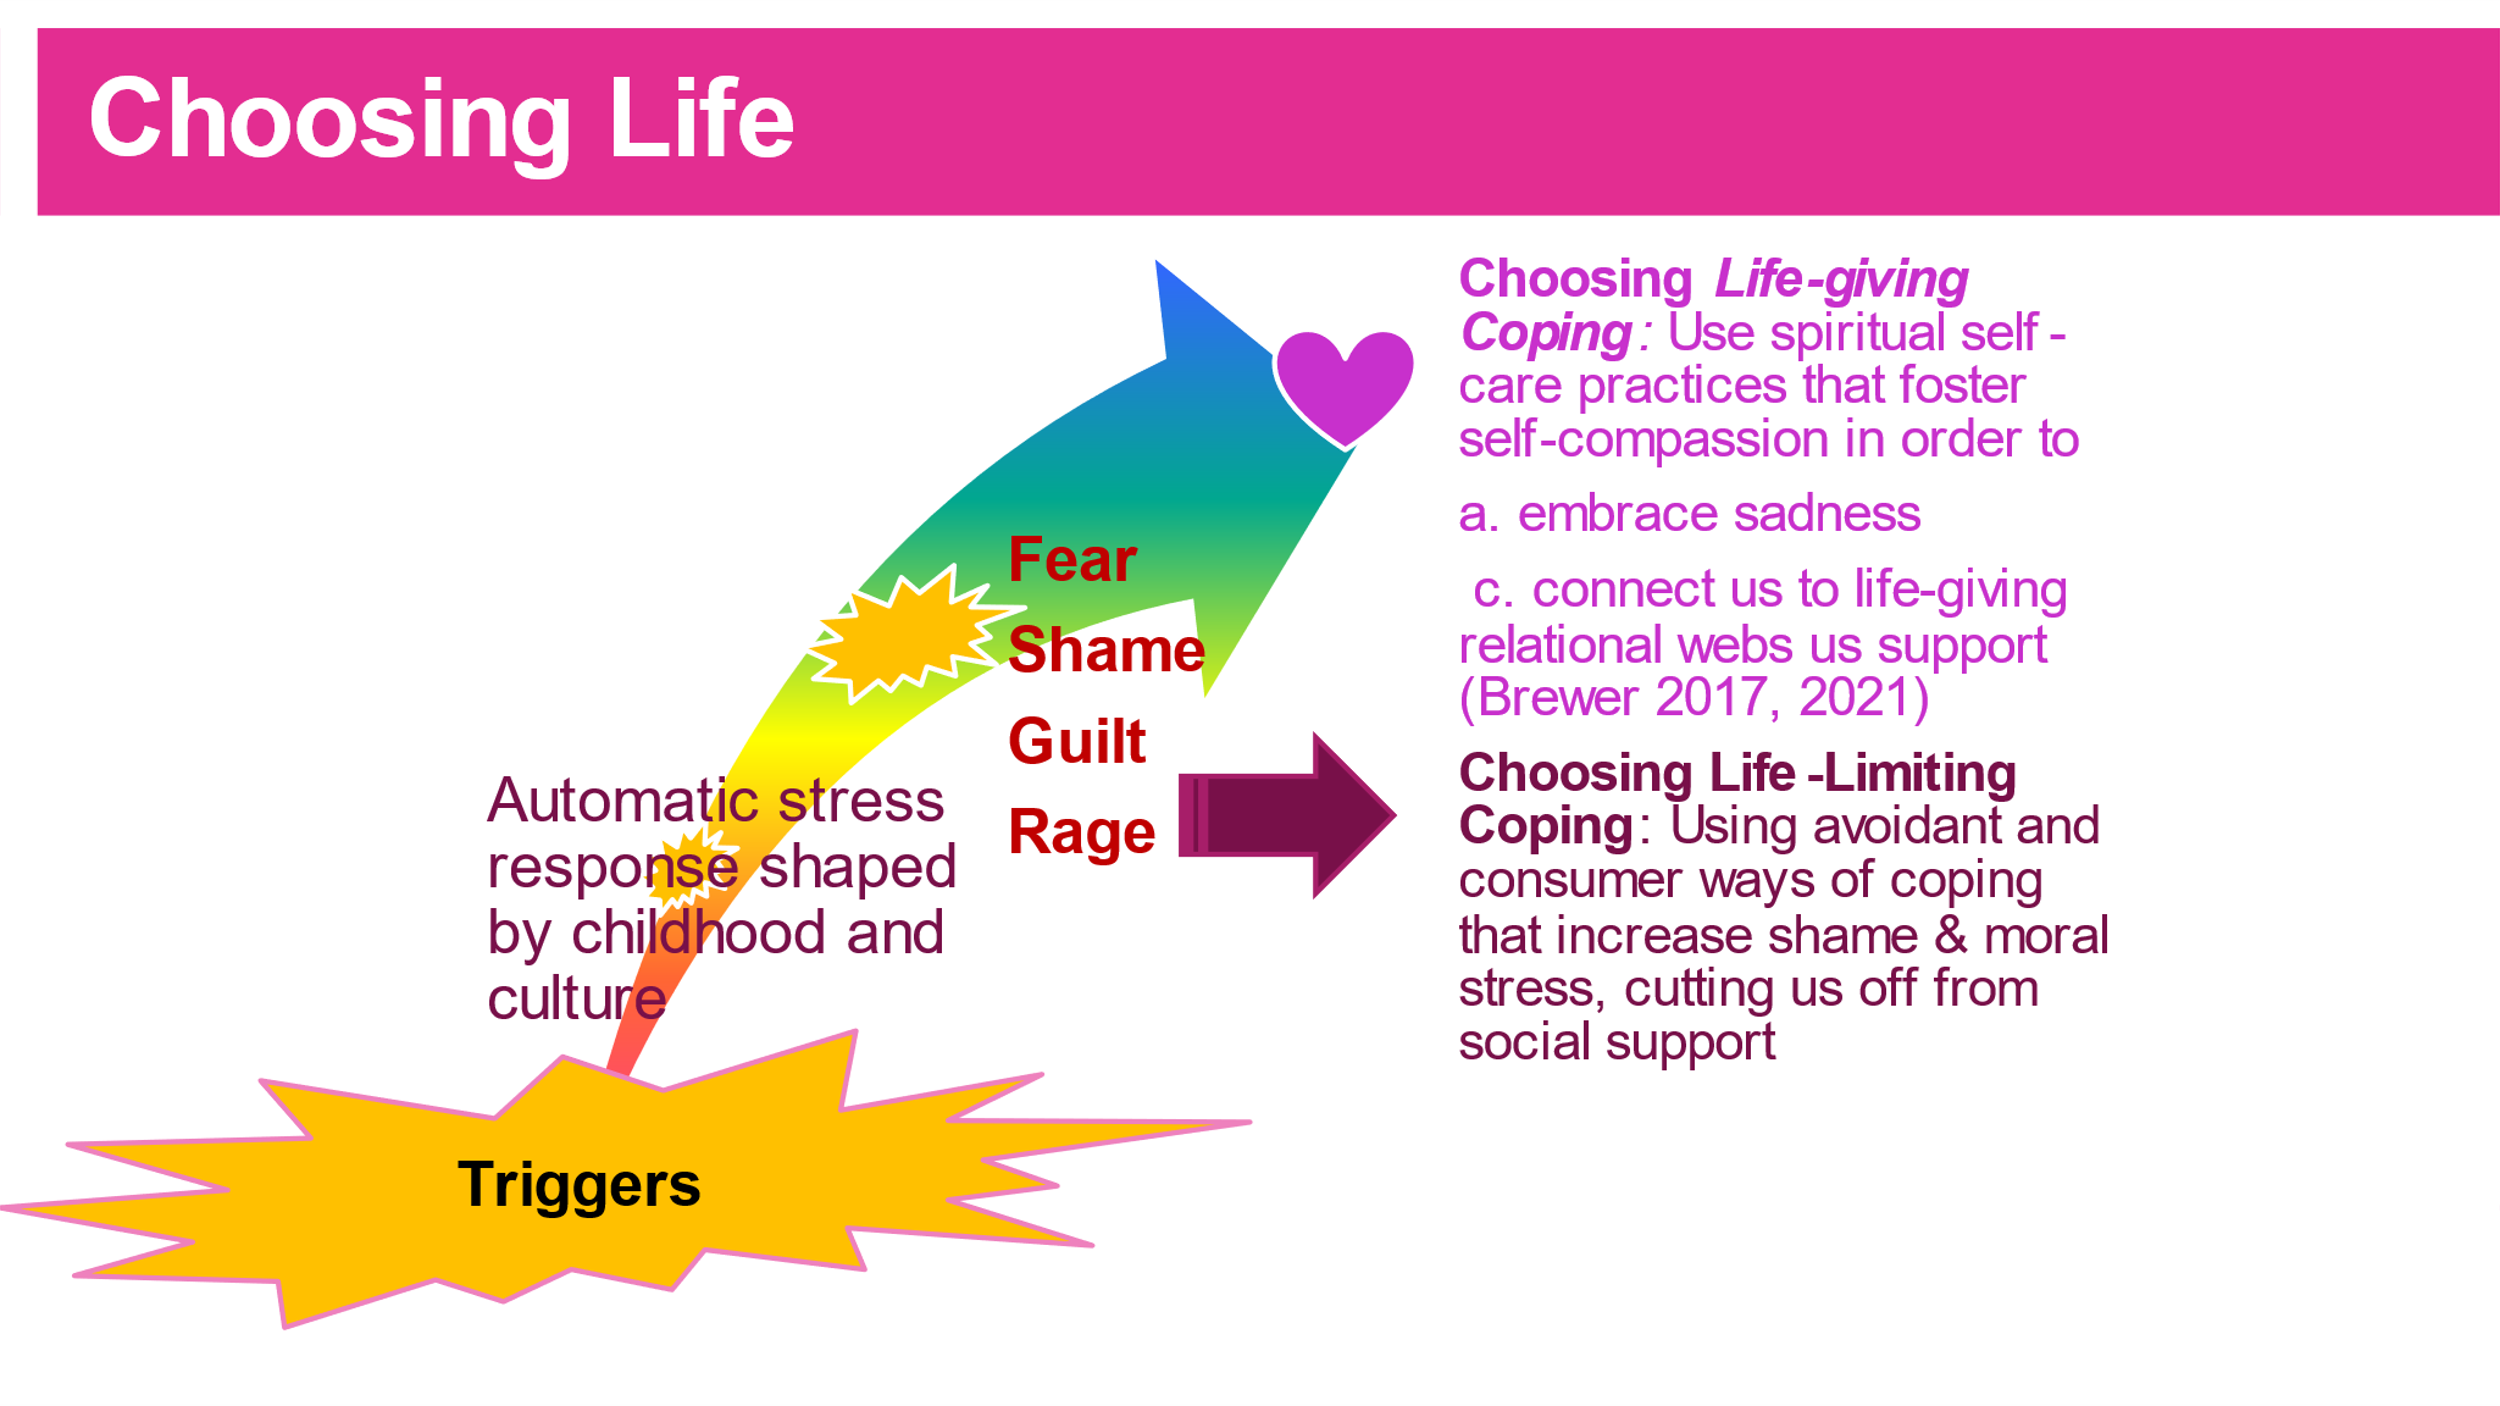 Choosing Life
Choosing Life-giving
Coping: Use spiritual self-
care practices that foster
self-compassion in order to
a. embrace sadness
c. connect us to life-giving
relational webs us support
(Brewer 2017, 2021)
Choosing Life-Limiting
Coping: Using avoidant and
consumer ways of coping
that increase shame & moral
stress, cutting us off from
social support
Fear
Shame
Guilt
Rage
Automatic stress
response shaped
by childhood and
culture
Triggers